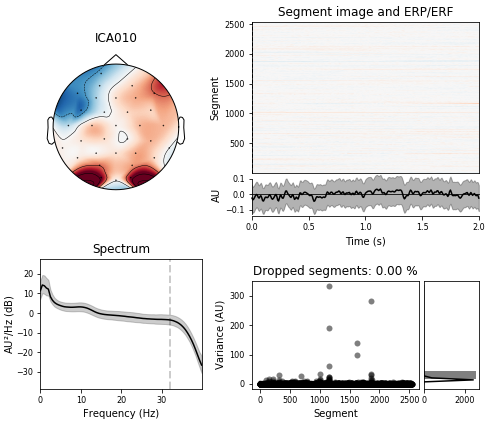 ICA010
Segment image and ERP/ERF
2500
2000
1500
1000
500
Segment
0.1
0.0
−0.1
AU
0.0 0.5 1.0 1.5 2.0
Time (s)
Spectrum
20
10
0
−10
−20
−30
AU²/Hz (dB)
0 10 20 30
Frequency (Hz)
Dropped segments: 0.00 %
300
200
100
0
Variance (AU)
0 500 1000 1500 2000 2500
Segment
0 2000